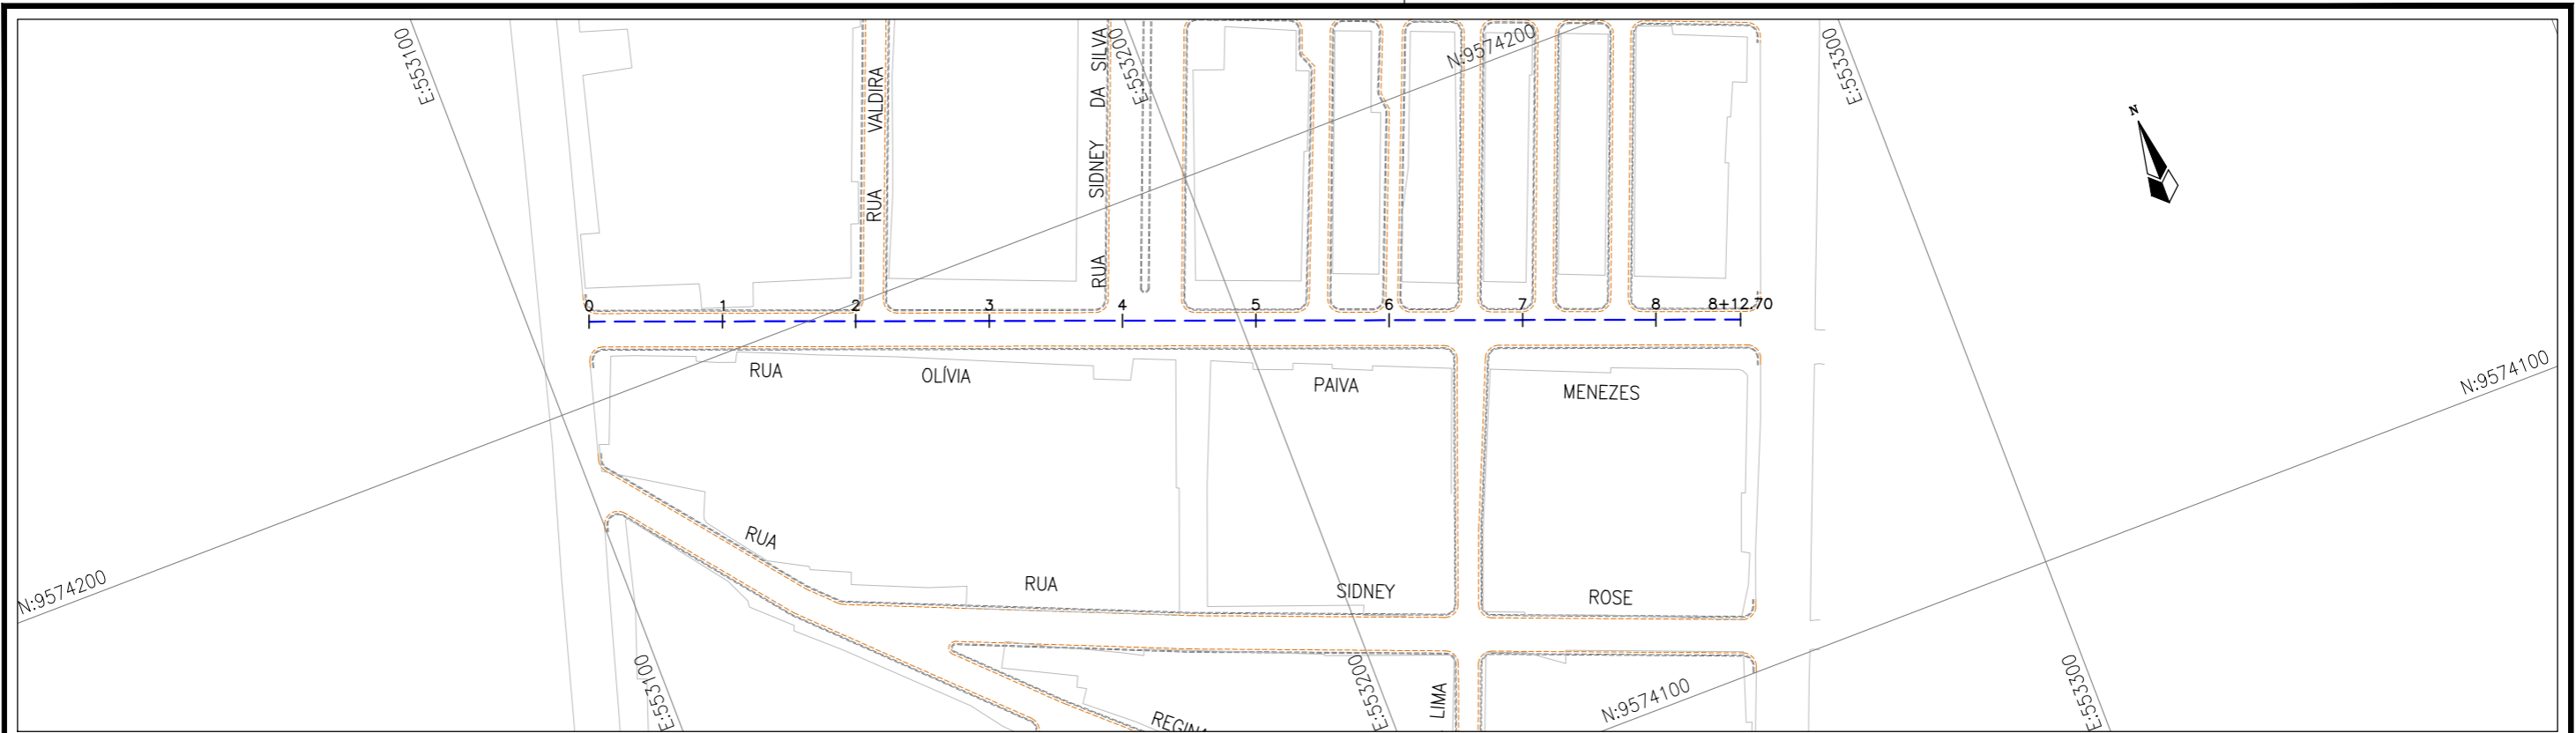 E:553100
RUA VALDIRA
RUA SIDNEY DA SILVA
E:553200
N:9574200
E:553300
N
0 1 2 3 4 5 6 7 8 8+12.70
RUA OLÍVIA PAIVA MENEZES
N:9574100
RUA
RUA SIDNEY ROSE
N:9574200
E:553100
REGINA
E:553200
LIMA
N:9574100
E:553300